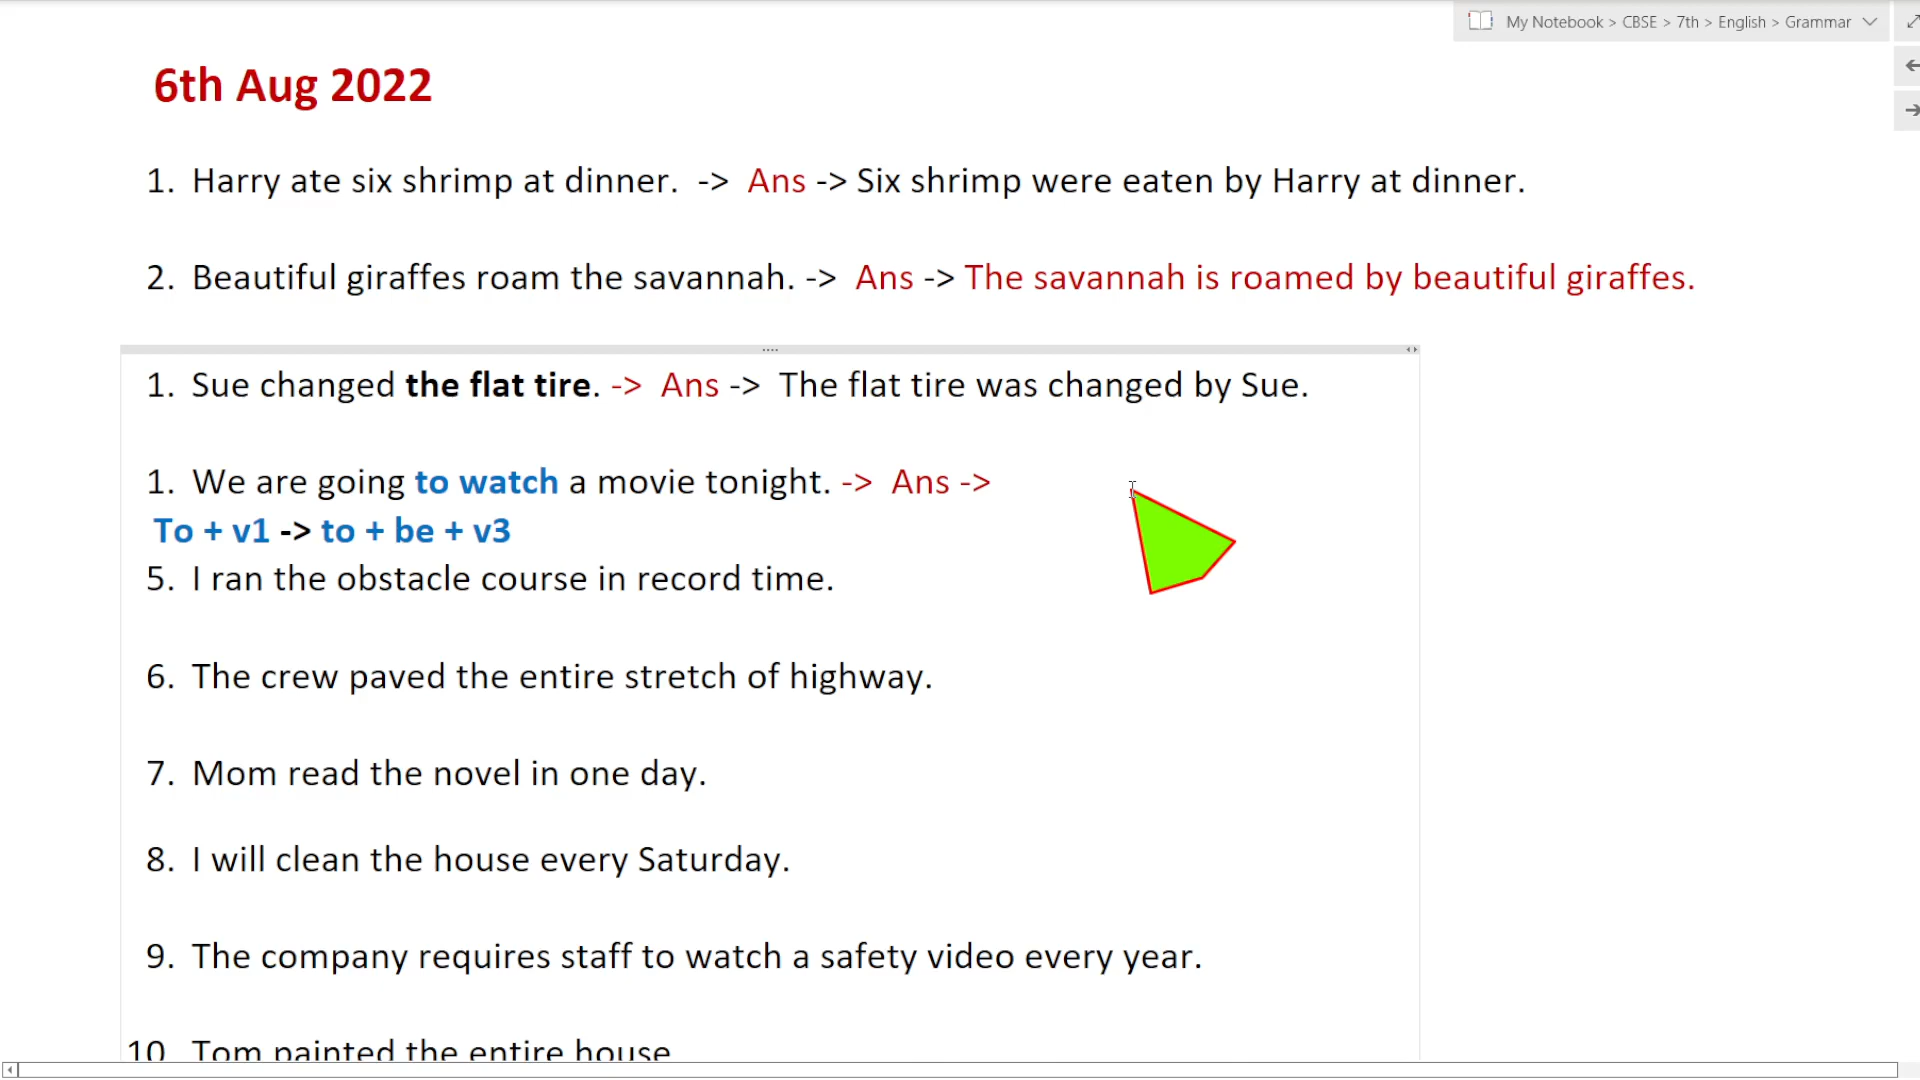 My Notebook > CBSE > 7th > English > Grammar
6th Aug 2022
1. Harry ate six shrimp at dinner. -> Ans -> Six shrimp were eaten by Harry at dinner.
2. Beautiful giraffes roam the savannah. -> Ans -> The savannah is roamed by beautiful giraffes.
1. Sue changed the flat tire. -> Ans -> The flat tire was changed by Sue.
1. We are going to watch a movie tonight. -> Ans ->
To + v1 -> to + be + v3
5. I ran the obstacle course in record time.
6. The crew paved the entire stretch of highway.
7. Mom read the novel in one day.
8. I will clean the house every Saturday.
9. The company requires staff to watch a safety video every year.
10 Tom painted the entire house